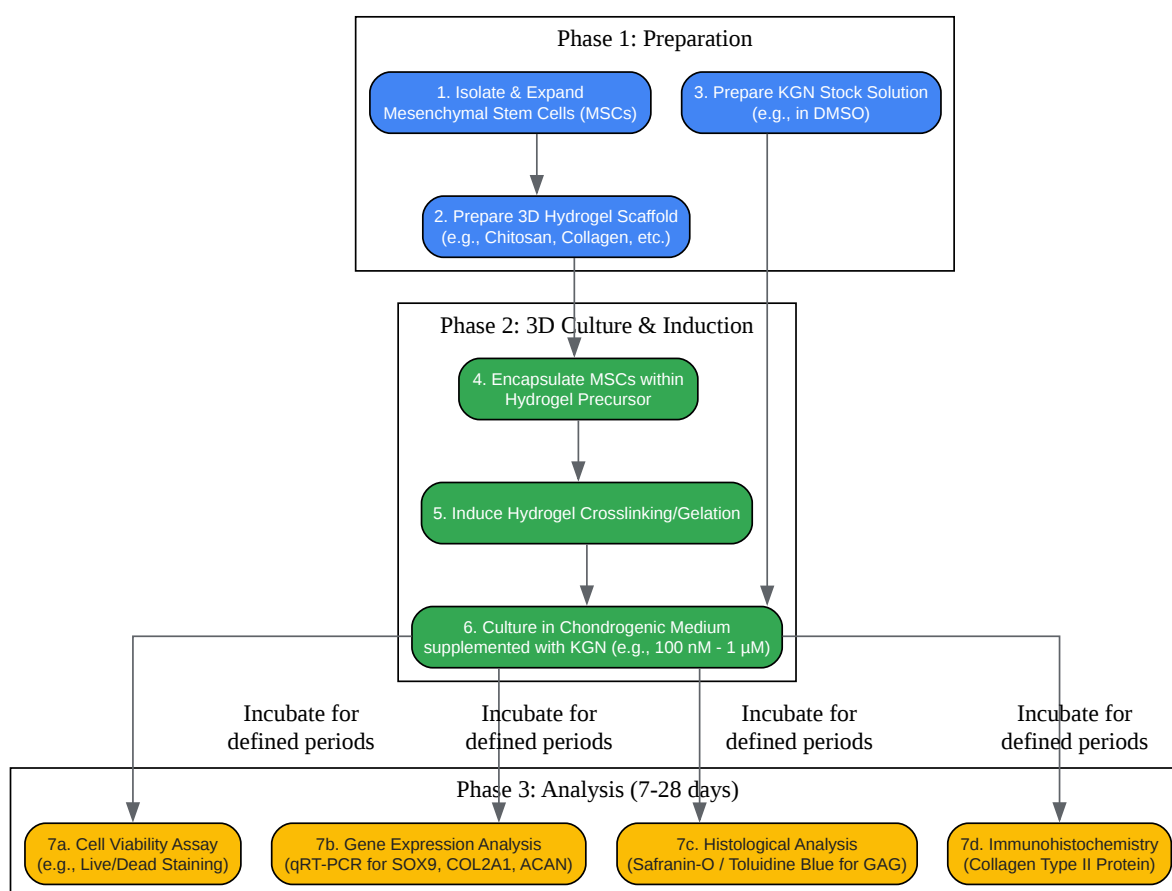 Phase 1: Preparation
1. Isolate & Expand
Mesenchymal Stem Cells (MSCs)
3. Prepare KGN Stock Solution
(e.g., in DMSO)
2. Prepare 3D Hydrogel Scaffold
(e.g., Chitosan, Collagen, etc.)
Phase 2: 3D Culture & Induction
4. Encapsulate MSCs within
Hydrogel Precursor
5. Induce Hydrogel Crosslinking/Gelation
6. Culture in Chondrogenic Medium
supplemented with KGN (e.g., 100 nM - 1 µM)
Incubate for
defined periods
Incubate for
defined periods
Incubate for
defined periods
Incubate for
defined periods
Phase 3: Analysis (7-28 days)
7a. Cell Viability Assay
(e.g., Live/Dead Staining)
7b. Gene Expression Analysis
(qRT-PCR for SOX9, COL2A1, ACAN)
7c. Histological Analysis
(Safranin-O / Toluidine Blue for GAG)
7d. Immunohistochemistry
(Collagen Type II Protein)